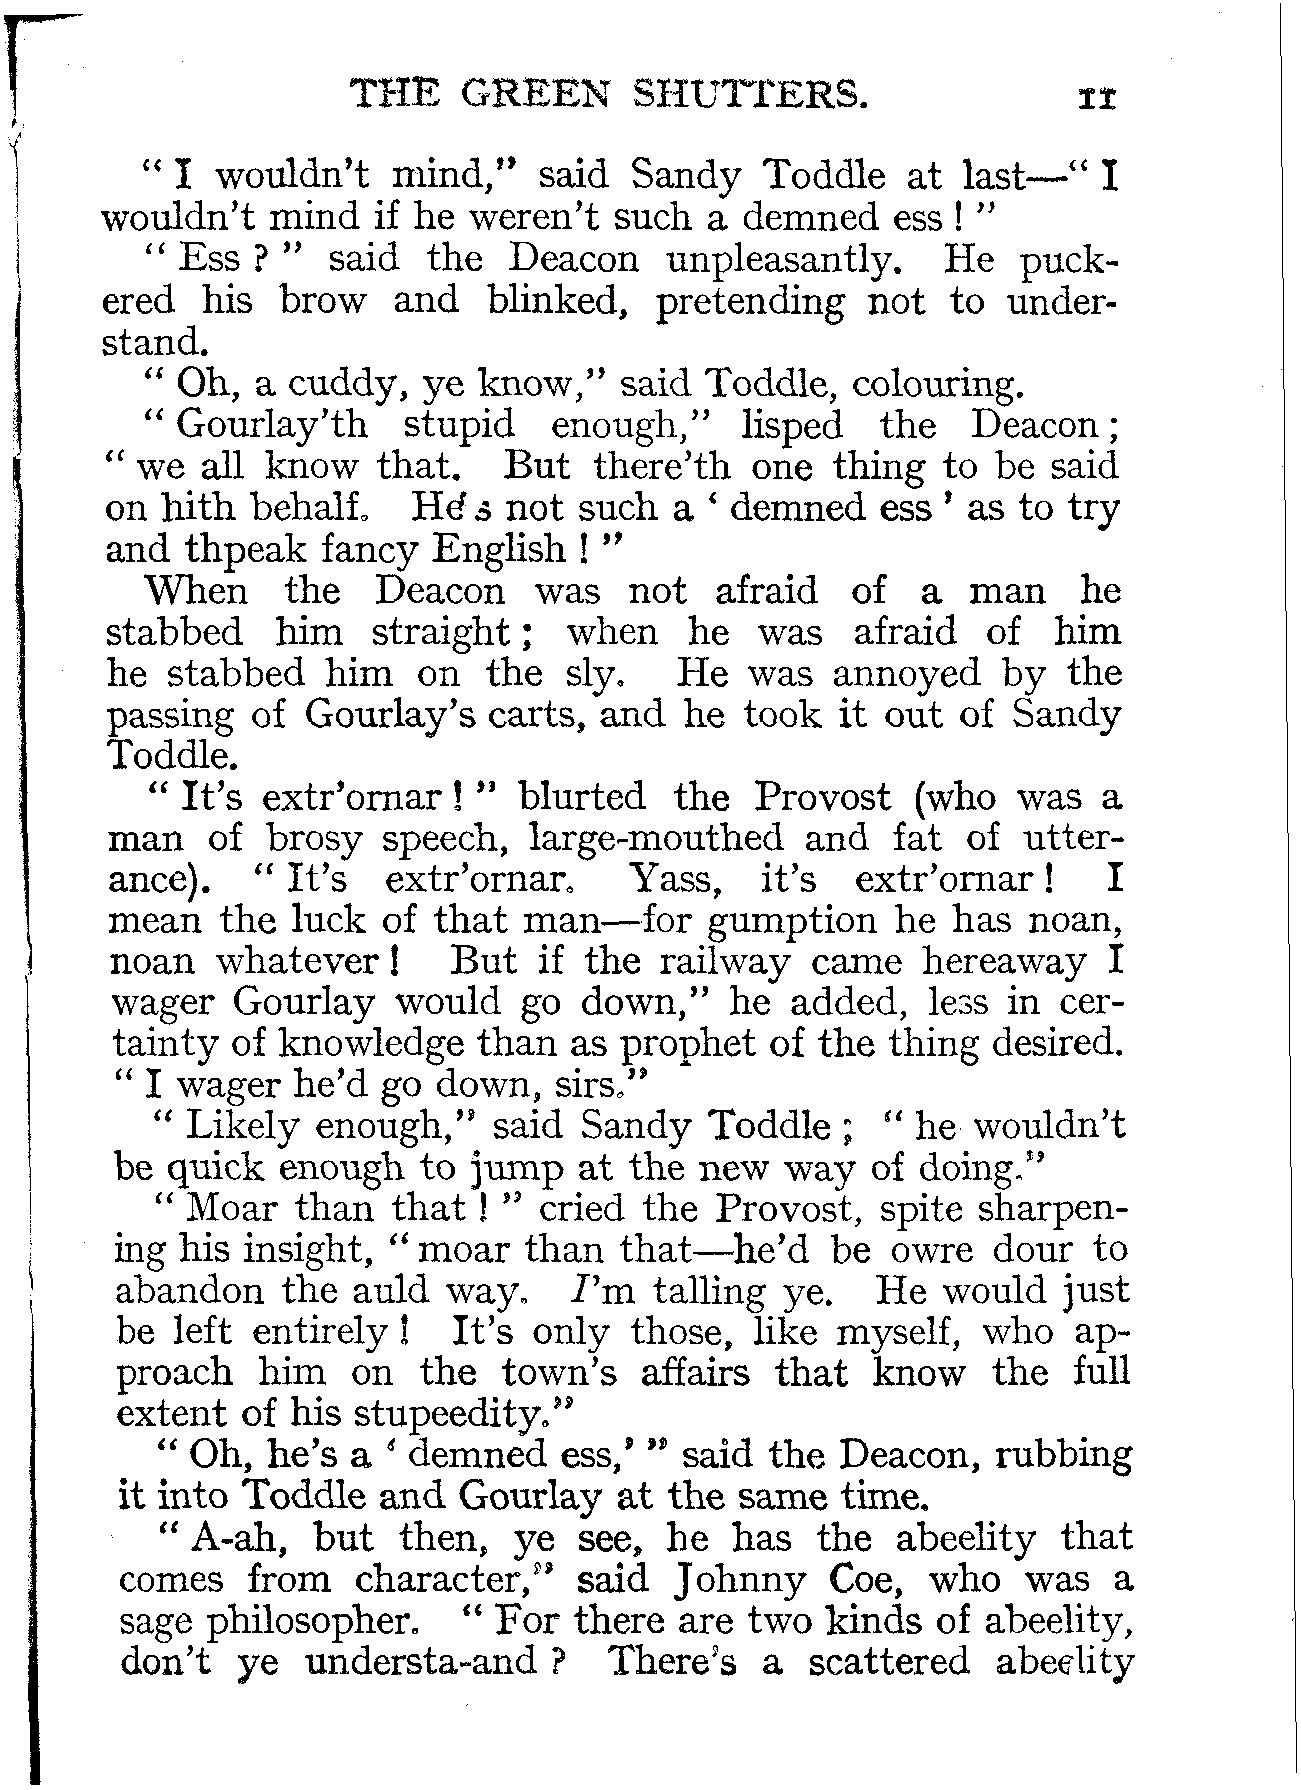 THE GREEN SHUTTERS. 11
" I wouldn't mind," said Sandy Toddle at last—" I
wouldn't mind if he weren't such a demned ess ! "
" Ess ? " said the Deacon unpleasantly. He puck-
ered his brow and blinked, pretending not to under-
stand.
" Oh, a cuddy, ye know," said Toddle, colouring.
" Gourlay'th stupid enough," lisped the Deacon ;
" we all know that. But there'th one thing to be said
on hith behalf. He's not such a ' demned ess ' as to try
and thpeak fancy English ! "
When the Deacon was not afraid of a man he
stabbed him straight ; when he was afraid of him
he stabbed him on the sly. He was annoyed by the
passing of Gourlay's carts, and he took it out of Sandy
Toddle.
" It's extr'ornar ! " blurted the Provost (who was a
man of brosy speech, large-mouthed and fat of utter-
ance). " It's extr'ornar. Yass, it's extr'ornar ! I
mean the luck of that man—for gumption he has noan,
noan whatever ! But if the railway came hereaway I
wager Gourlay would go down," he added, less in cer-
tainty of knowledge than as prophet of the thing desired.
" I wager he'd go down, sirs."
" Likely enough," said Sandy Toddle ; " he wouldn't
be quick enough to jump at the new way of doing."
" Moar than that ! " cried the Provost, spite sharpen-
ing his insight, " moar than that—he'd be owre dour to
abandon the auld way. I'm talling ye. He would just
be left entirely ! It's only those, like myself, who ap-
proach him on the town's affairs that know the full
extent of his stupeedity."
" Oh, he's a ' demned ess,' " said the Deacon, rubbing
it into Toddle and Gourlay at the same time.
" A-ah, but then, ye see, he has the abeelity that
comes from character," said Johnny Coe, who was a
sage philosopher. " For there are two kinds of abeelity,
don't ye understa-and ? There's a scattered abeelity